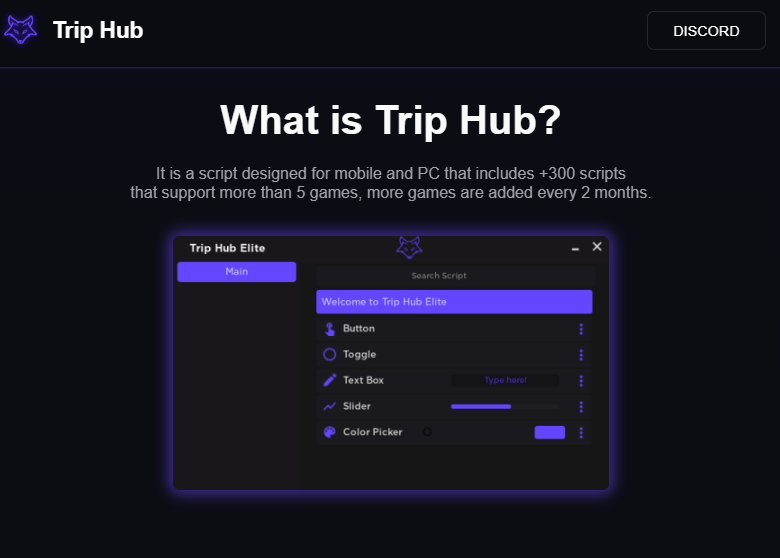 Trip Hub
DISCORD
What is Trip Hub?
It is a script designed for mobile and PC that includes +300 scripts
that support more than 5 games, more games are added every 2 months.
Trip Hub Elite
Main
Search Script
Welcome to Trip Hub Elite
Button
Toggle
Text Box Type here!
Slider
Color Picker